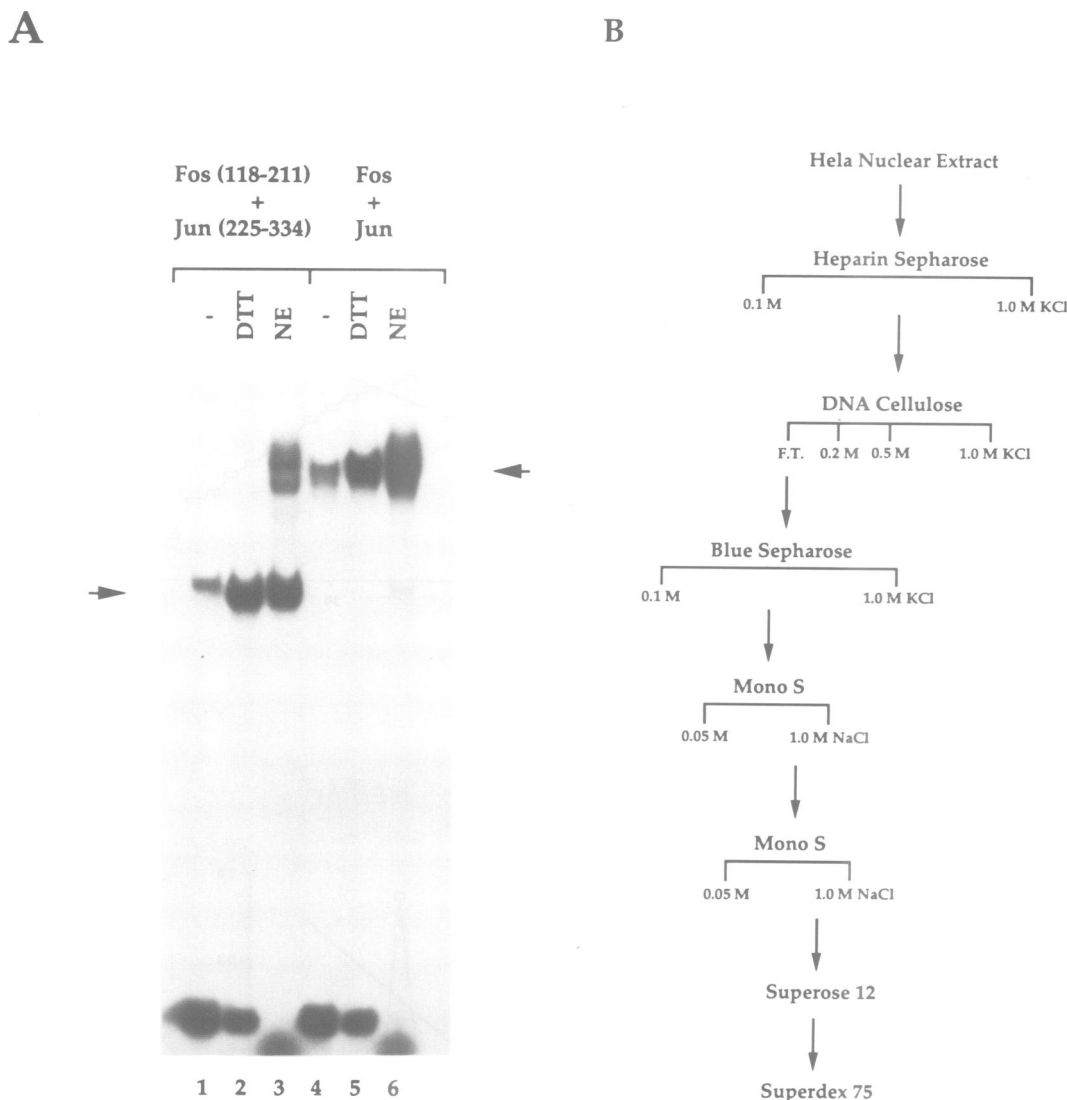 A
B
Fos (118-211)
+
Jun (225-334)
Fos
+
Jun
-
DTT
NE
-
DTT
NE
1 2 3 4 5 6
Hela Nuclear Extract
Heparin Sepharose
0.1 M
1.0 M KCl
DNA Cellulose
F.T. 0.2 M 0.5 M 1.0 M KCl
Blue Sepharose
0.1 M
1.0 M KCl
Mono S
0.05 M
1.0 M NaCl
Mono S
0.05 M
1.0 M NaCl
Superose 12
Superdex 75